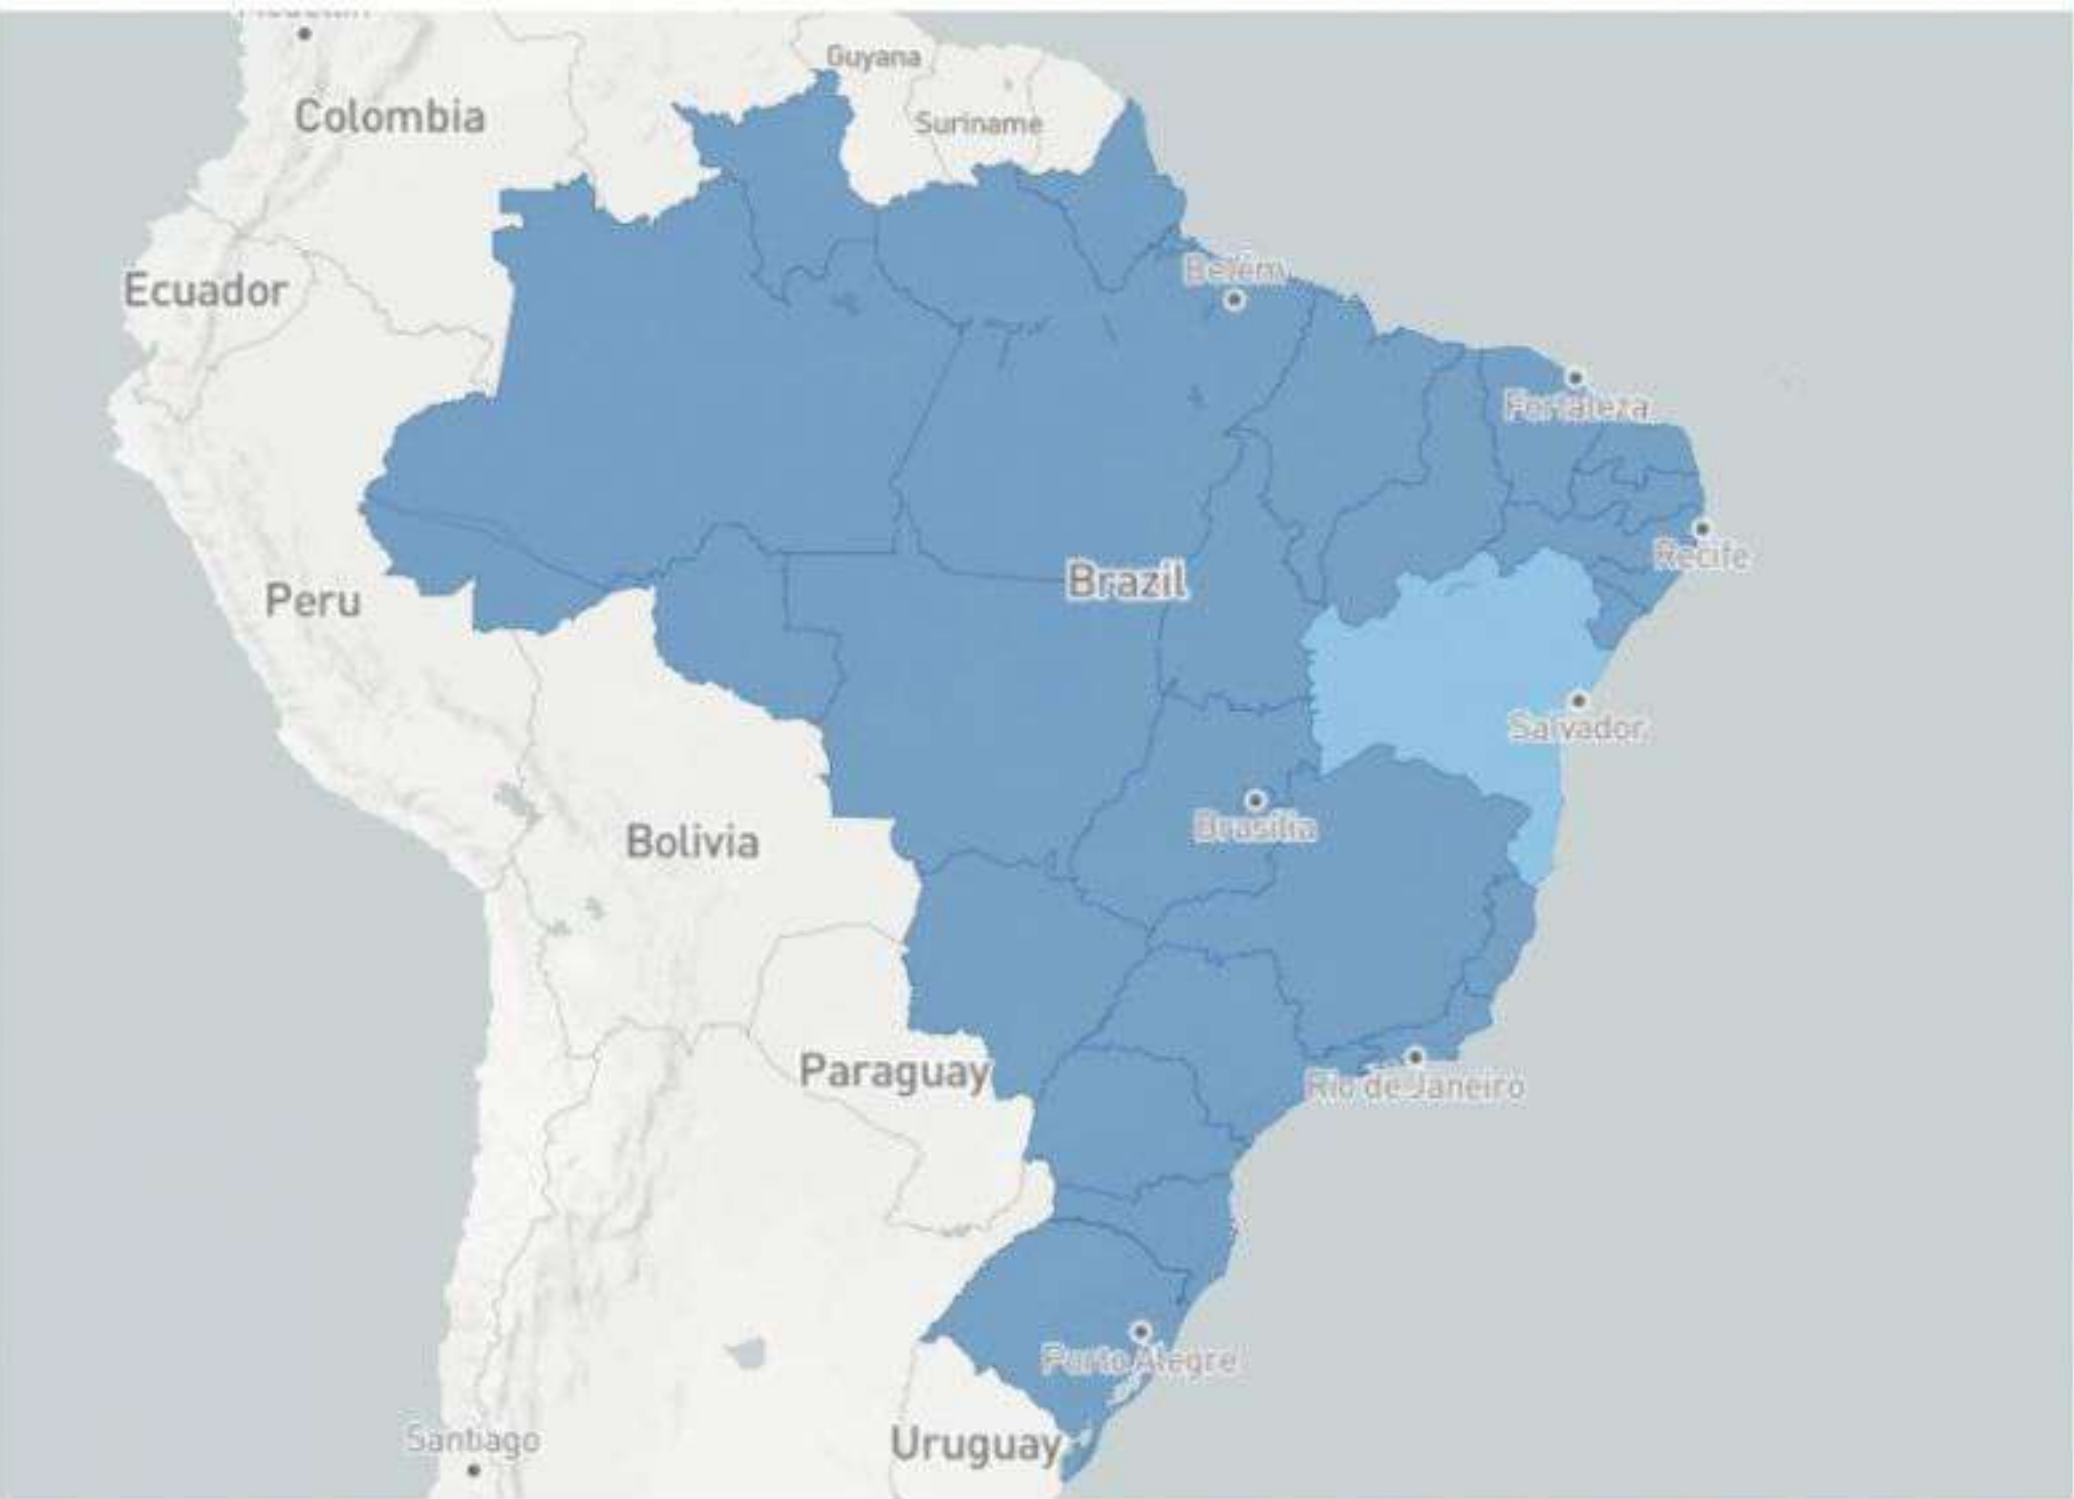 Guyana
Colombia
Suriname
Belém
Ecuador
Fortaleza
Recife
Brazil
Peru
Salvador
Brasília
Bolivia
Paraguay
Rio de Janeiro
Porto Alegre
Santiago
Uruguay